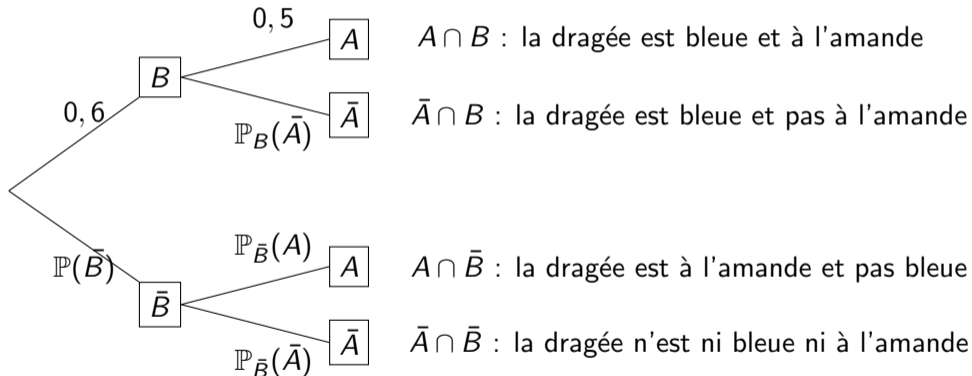 0, 5
A
A ∩ B : la dragée est bleue et à l'amande
B
0, 6
Ā
ℙ_B(Ā)
Ā ∩ B : la dragée est bleue et pas à l'amande
ℙ(B̄)
ℙ_B̄(A)
A
A ∩ B̄ : la dragée est à l'amande et pas bleue
B̄
ℙ_B̄(Ā)
Ā
Ā ∩ B̄ : la dragée n'est ni bleue ni à l'amande